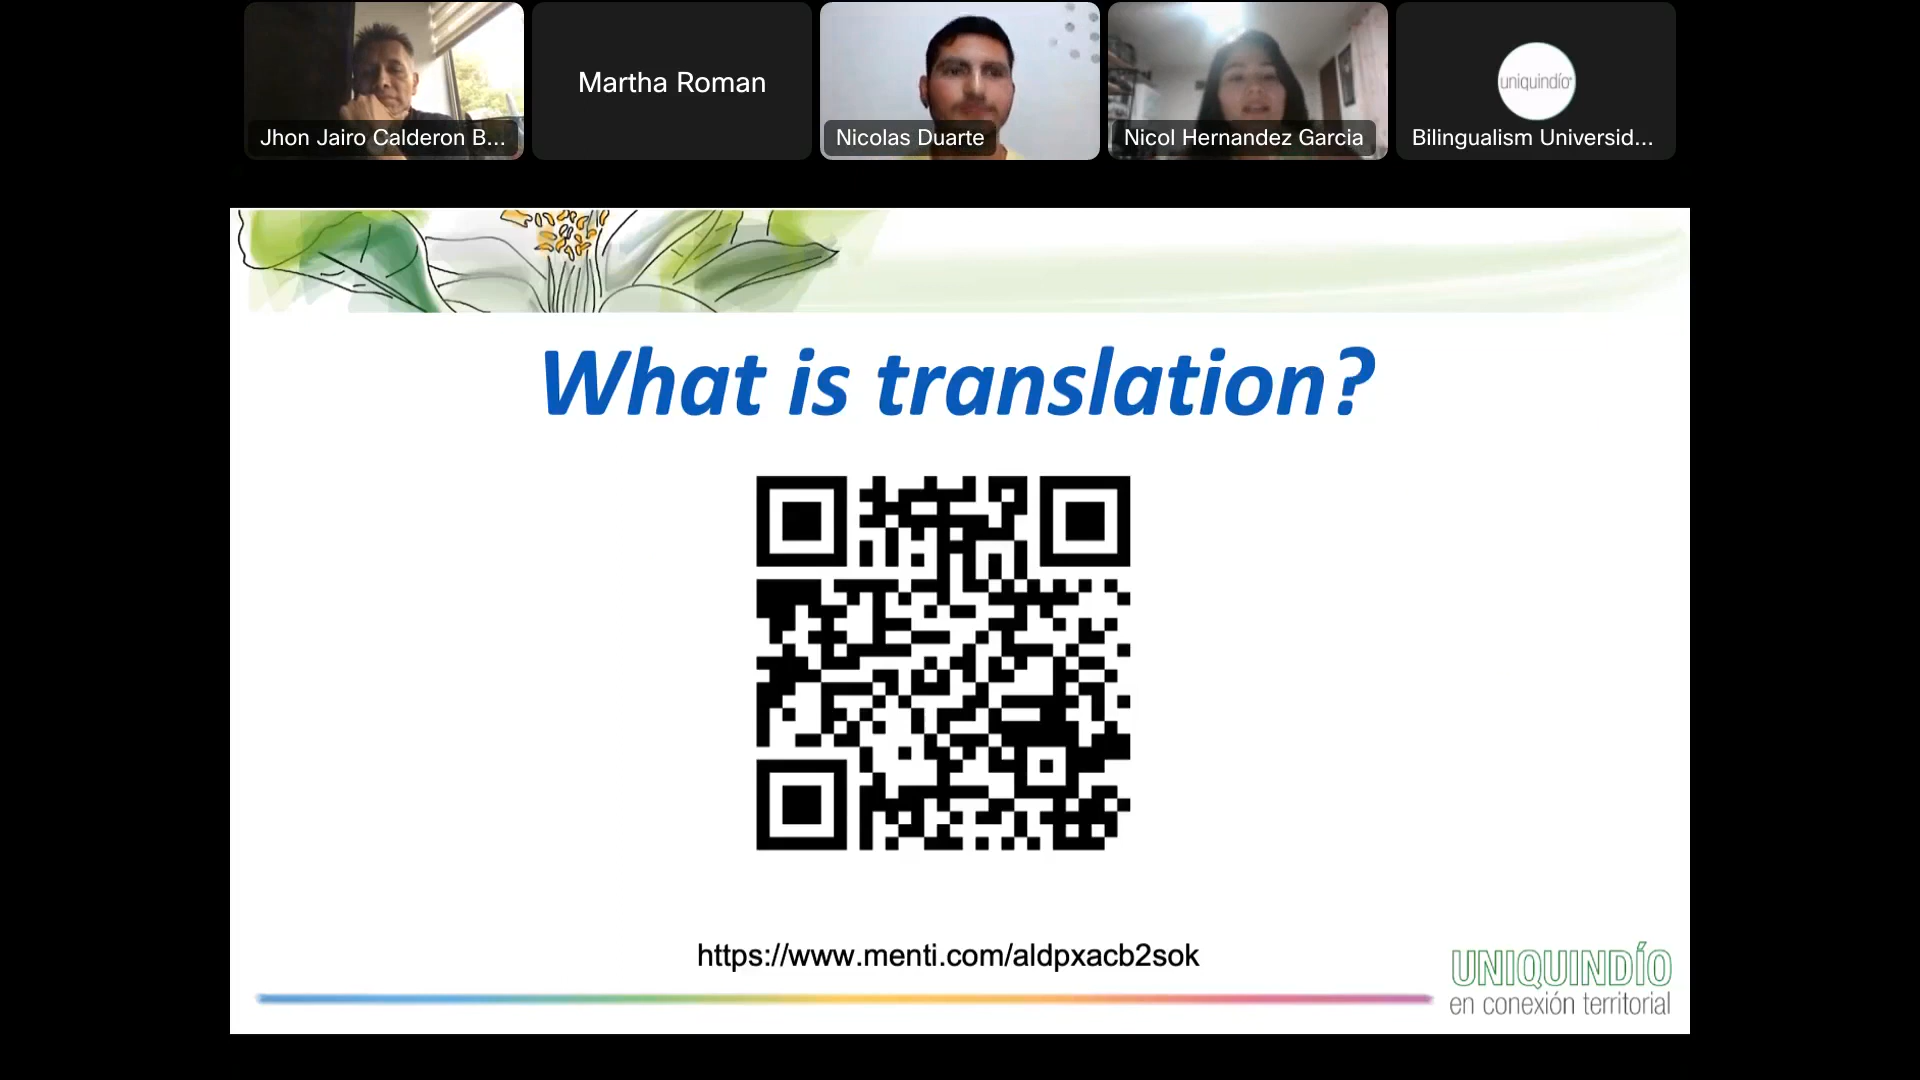 Jhon Jairo Calderon B...
Martha Roman
Nicolas Duarte
Nicol Hernandez Garcia
uniquindío
Bilingualism Universid...
What is translation?
https://www.menti.com/aldpxacb2sok
UNIQUINDÍO
en conexión territorial